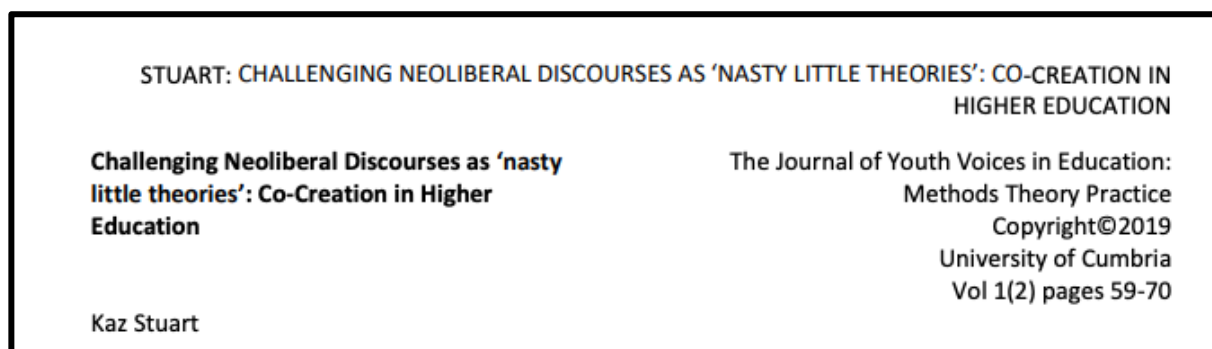 STUART: CHALLENGING NEOLIBERAL DISCOURSES AS ‘NASTY LITTLE THEORIES’: CO-CREATION IN
HIGHER EDUCATION
Challenging Neoliberal Discourses as ‘nasty
little theories’: Co-Creation in Higher
Education
The Journal of Youth Voices in Education:
Methods Theory Practice
Copyright©2019
University of Cumbria
Vol 1(2) pages 59-70
Kaz Stuart